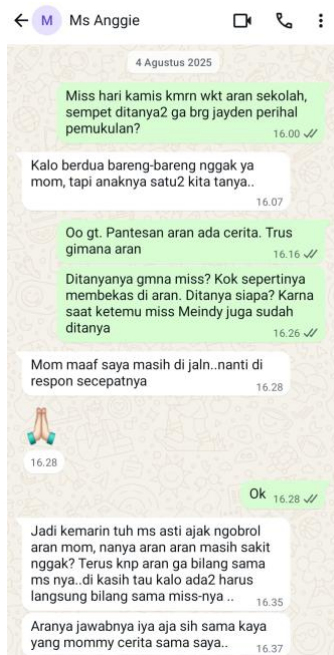 M Ms Anggie
4 Agustus 2025
Miss hari kamis kmrn wkt aran sekolah,
sempet ditanya2 ga brg jayden perihal
pemukulan? 16.00
Kalo berdua bareng-bareng nggak ya
mom, tapi anaknya satu2 kita tanya..
16.07
Oo gt. Pantesan aran ada cerita. Trus
gimana aran 16.16
Ditanyanya gmna miss? Kok sepertinya
membekas di aran. Ditanya siapa? Karna
saat ketemu miss Meindy juga sudah
ditanya 16.26
Mom maaf saya masih di jaln..nanti di
respon secepatnya 16.28
16.28
Ok 16.28
Jadi kemarin tuh ms asti ajak ngobrol
aran mom, nanya aran aran masih sakit
nggak? Terus knp aran ga bilang sama
ms nya..di kasih tau kalo ada2 harus
langsung bilang sama miss-nya .. 16.35
Aranya jawabnya iya aja sih sama kaya
yang mommy cerita sama saya.. 16.37